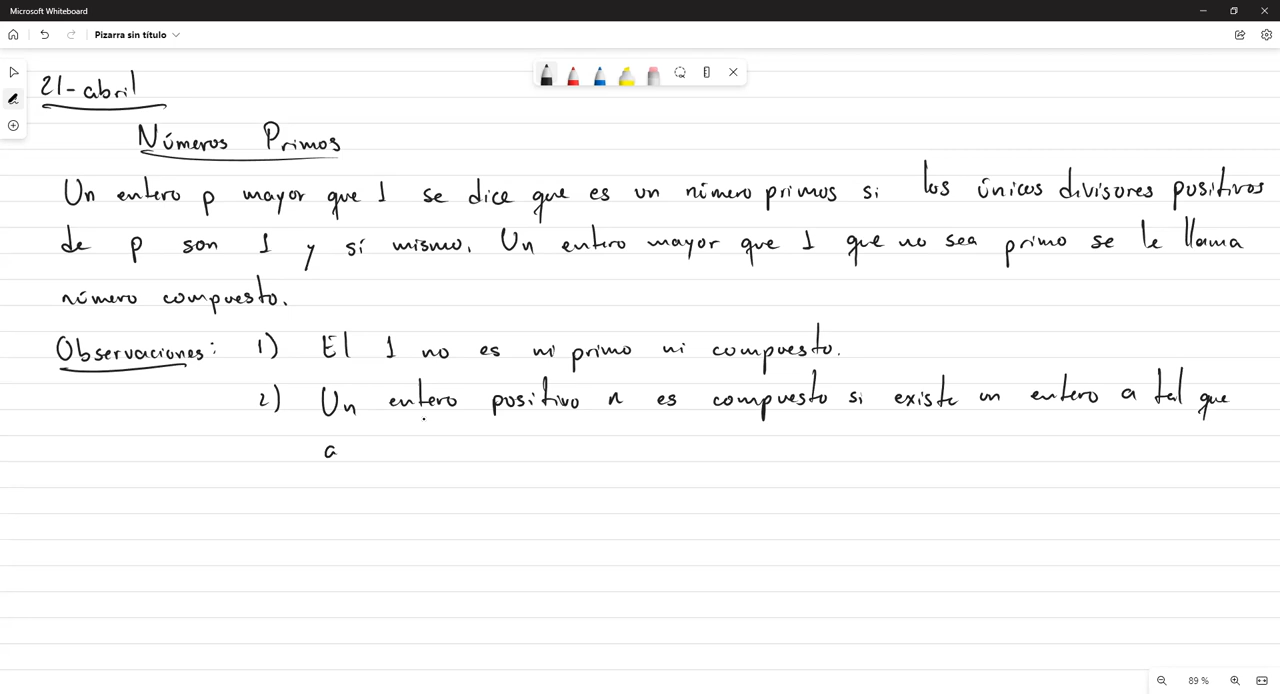 Microsoft Whiteboard
Pizarra sin título
21-abril
Números Primos
Un entero p mayor que 1 se dice que es un número primos si los únicos divisores positivos
de p son 1 y sí mismo. Un entero mayor que 1 que no sea primo se le llama
número compuesto.
Observaciones: 1) El 1 no es ni primo ni compuesto.
2) Un entero positivo n es compuesto si existe un entero a tal que
a
89 %